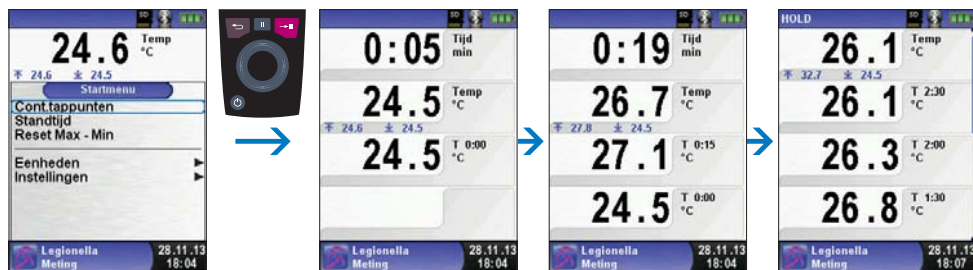 SD
24.6 Temp °C
24.6 24.5
Startmenu
Cont.tappunten
Standtijd
Reset Max - Min
Eenheden
Instellingen
Legionella 28.11.13
Meting 18:04
SD
0:05 Tijd min
24.5 Temp °C
24.6 24.5
24.5 T 0:00 °C
Legionella 28.11.13
Meting 18:04
SD
0:19 Tijd min
26.7 Temp °C
27.8 24.5
27.1 T 0:15 °C
24.5 T 0:00 °C
Legionella 28.11.13
Meting 18:04
HOLD SD
26.1 Temp °C
32.7 24.5
26.1 T 2:30 °C
26.3 T 2:00 °C
26.8 T 1:30 °C
Legionella 28.11.13
Meting 18:07